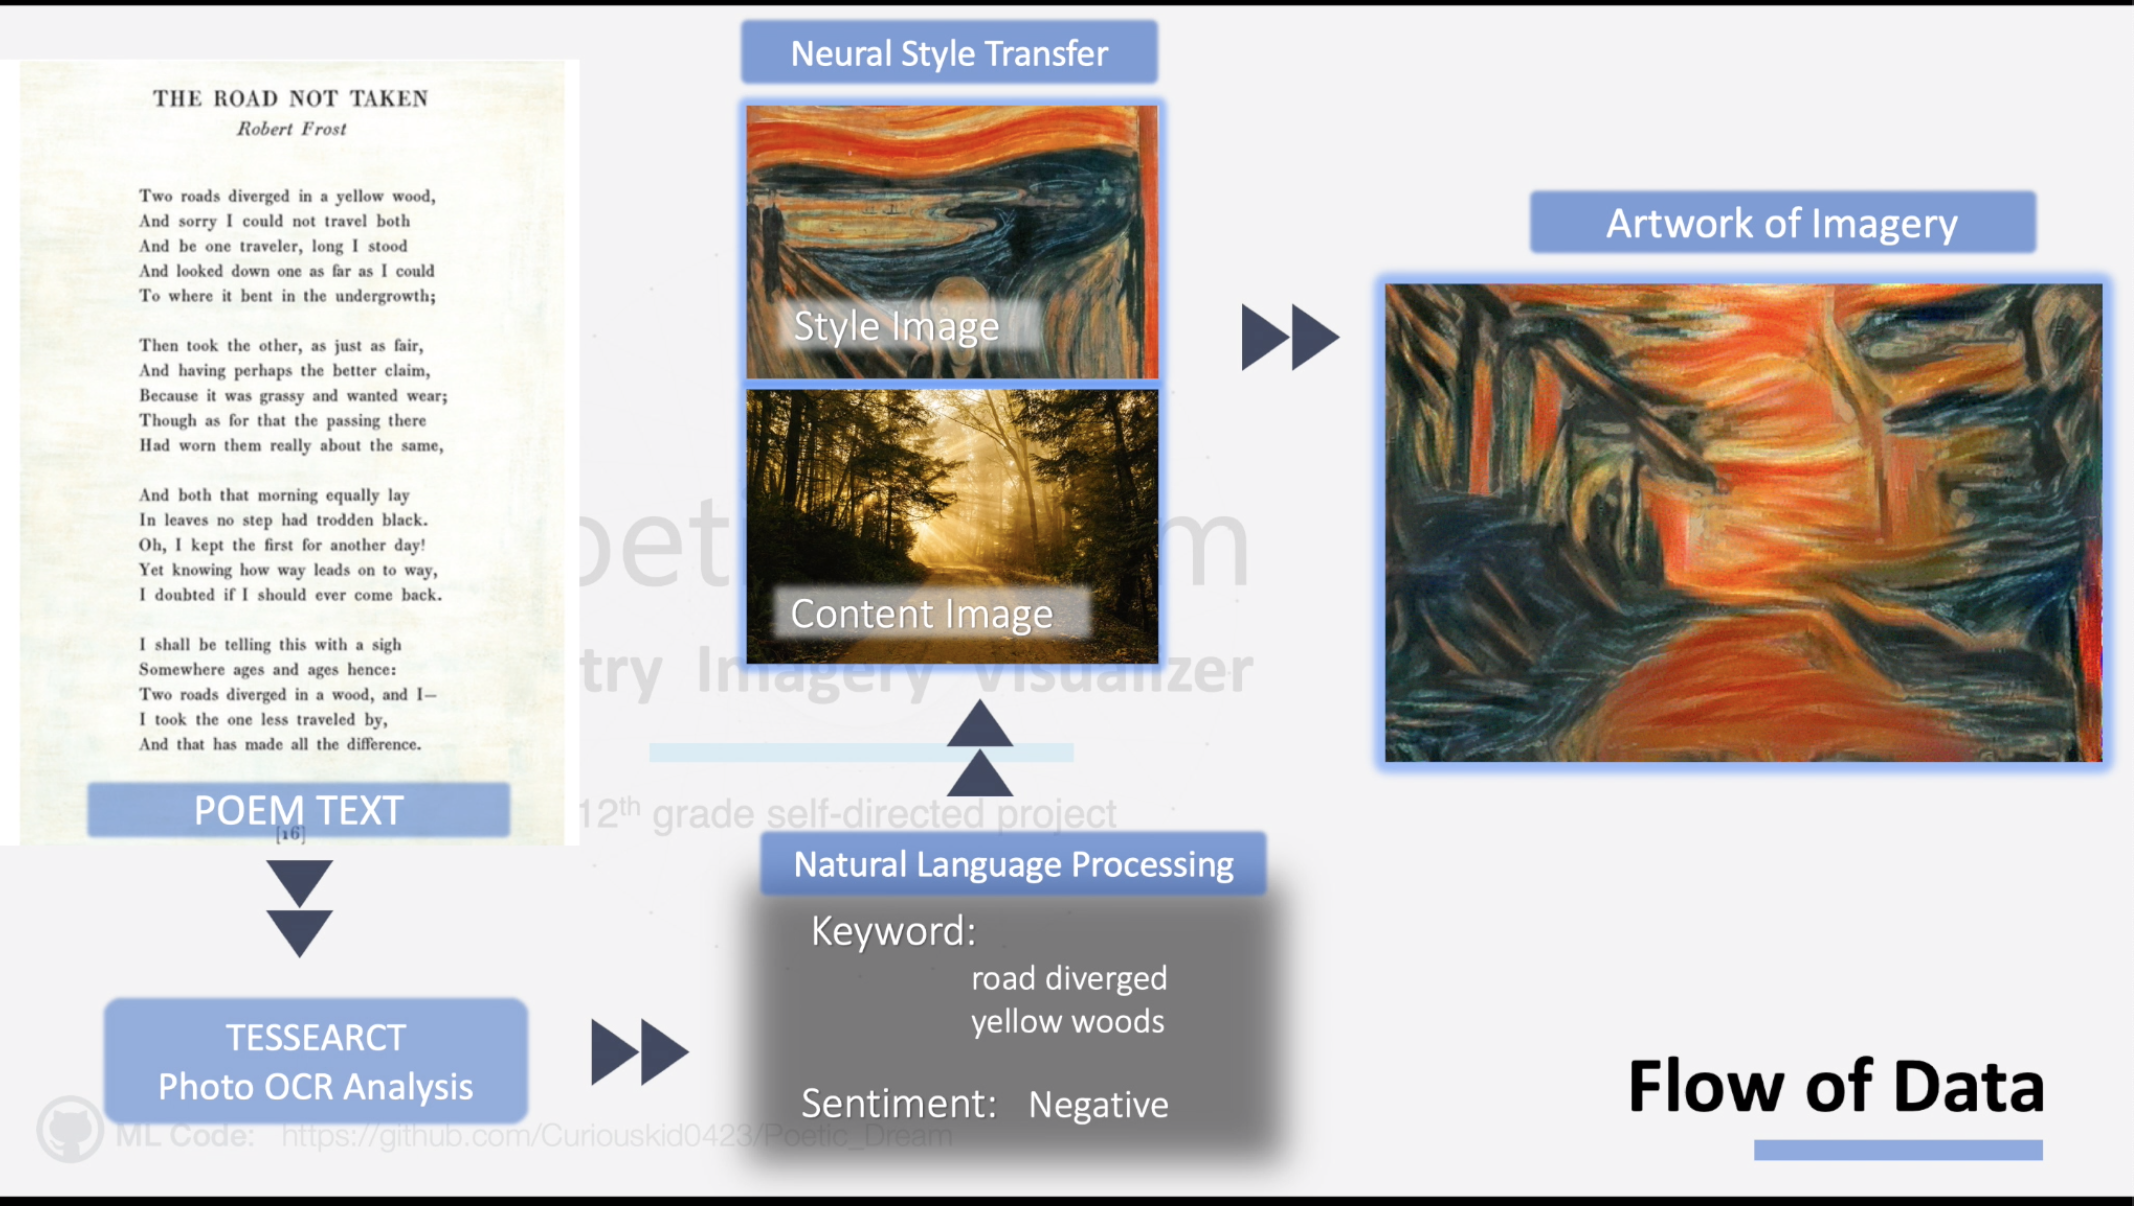 THE ROAD NOT TAKEN
Robert Frost
Two roads diverged in a yellow wood,
And sorry I could not travel both
And be one traveler, long I stood
And looked down one as far as I could
To where it bent in the undergrowth;
Then took the other, as just as fair,
And having perhaps the better claim,
Because it was grassy and wanted wear;
Though as for that the passing there
Had worn them really about the same,
And both that morning equally lay
In leaves no step had trodden black.
Oh, I kept the first for another day!
Yet knowing how way leads on to way,
I doubted if I should ever come back.
I shall be telling this with a sigh
Somewhere ages and ages hence:
Two roads diverged in a wood, and I—
I took the one less traveled by,
And that has made all the difference.
POEM TEXT
[16]
TESSEARCT
Photo OCR Analysis
Natural Language Processing
Keyword:
road diverged
yellow woods
Sentiment: Negative
Neural Style Transfer
Style Image
Content Image
Artwork of Imagery
Flow of Data
oet m
try Imagery Visualizer
12th grade self-directed project
ML Code: https://github.com/Curiouskid0423/Poetic_Dream